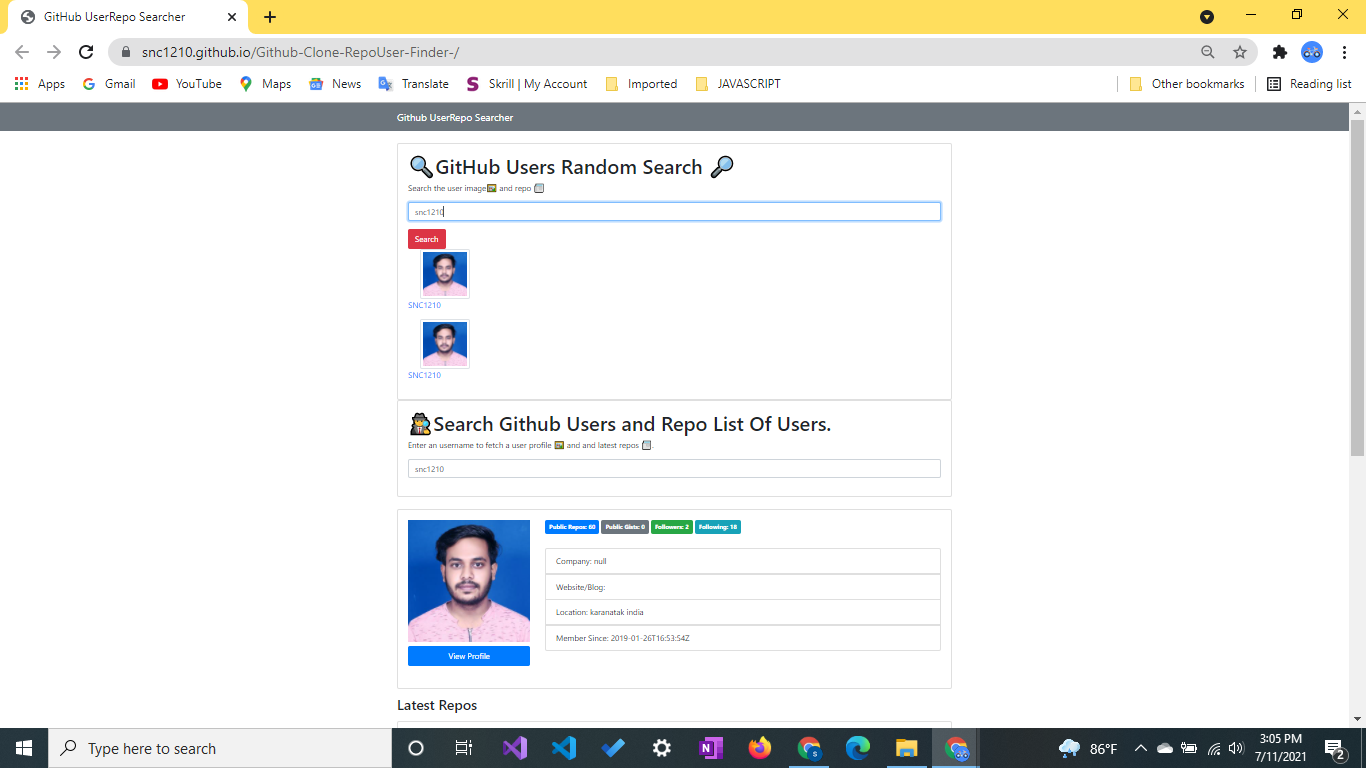 GitHub UserRepo Searcher
snc1210.github.io/Github-Clone-RepoUser-Finder-/
Apps Gmail YouTube Maps News Translate Skrill | My Account Imported JAVASCRIPT Other bookmarks Reading list
Github UserRepo Searcher
GitHub Users Random Search
Search the user image and repo
snc1210
Search
SNC1210
SNC1210
Search Github Users and Repo List Of Users.
Enter an username to fetch a user profile and and latest repos .
snc1210
Public Repos: 60 Public Gists: 0 Followers: 2 Following: 18
Company: null
Website/Blog:
Location: karanatak india
Member Since: 2019-01-26T16:53:54Z
View Profile
Latest Repos
Type here to search
86°F
3:05 PM
7/11/2021
2